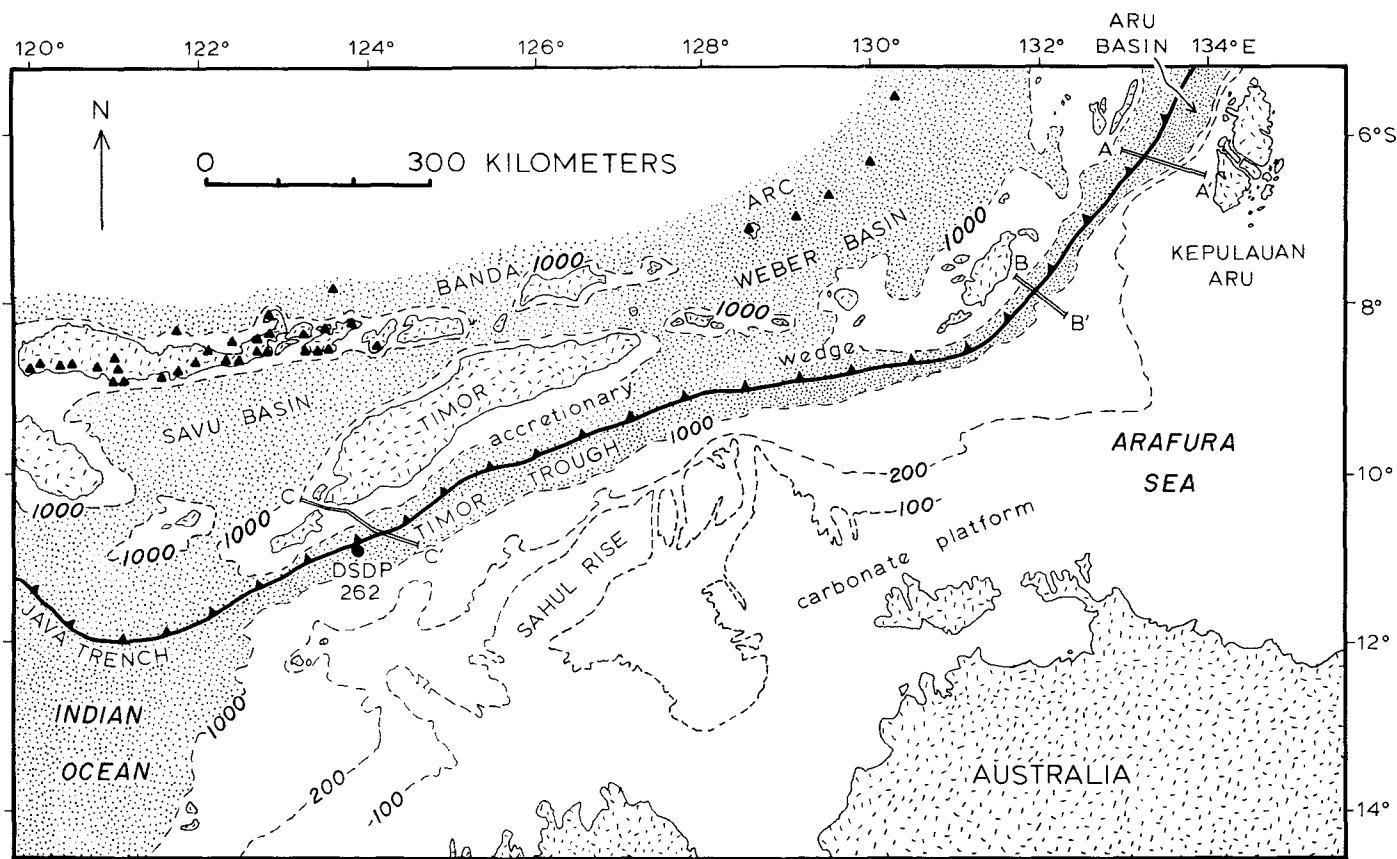 ARU
BASIN
120° 122° 124° 126° 128° 130° 132° 134°E
N
0 300 KILOMETERS
6°S
A
A'
ARC
1000
WEBER BASIN
KEPULAUAN
ARU
BANDA
1000
B
B'
8°
1000
wedge
TIMOR
SAVU BASIN
accretionary
TIMOR TROUGH
1000
ARAFURA
SEA
200
10°
100
C
C'
1000
1000
1000
DSDP
262
SAHUL RISE
carbonate platform
JAVA TRENCH
12°
INDIAN
OCEAN
1000
200
100
AUSTRALIA
14°